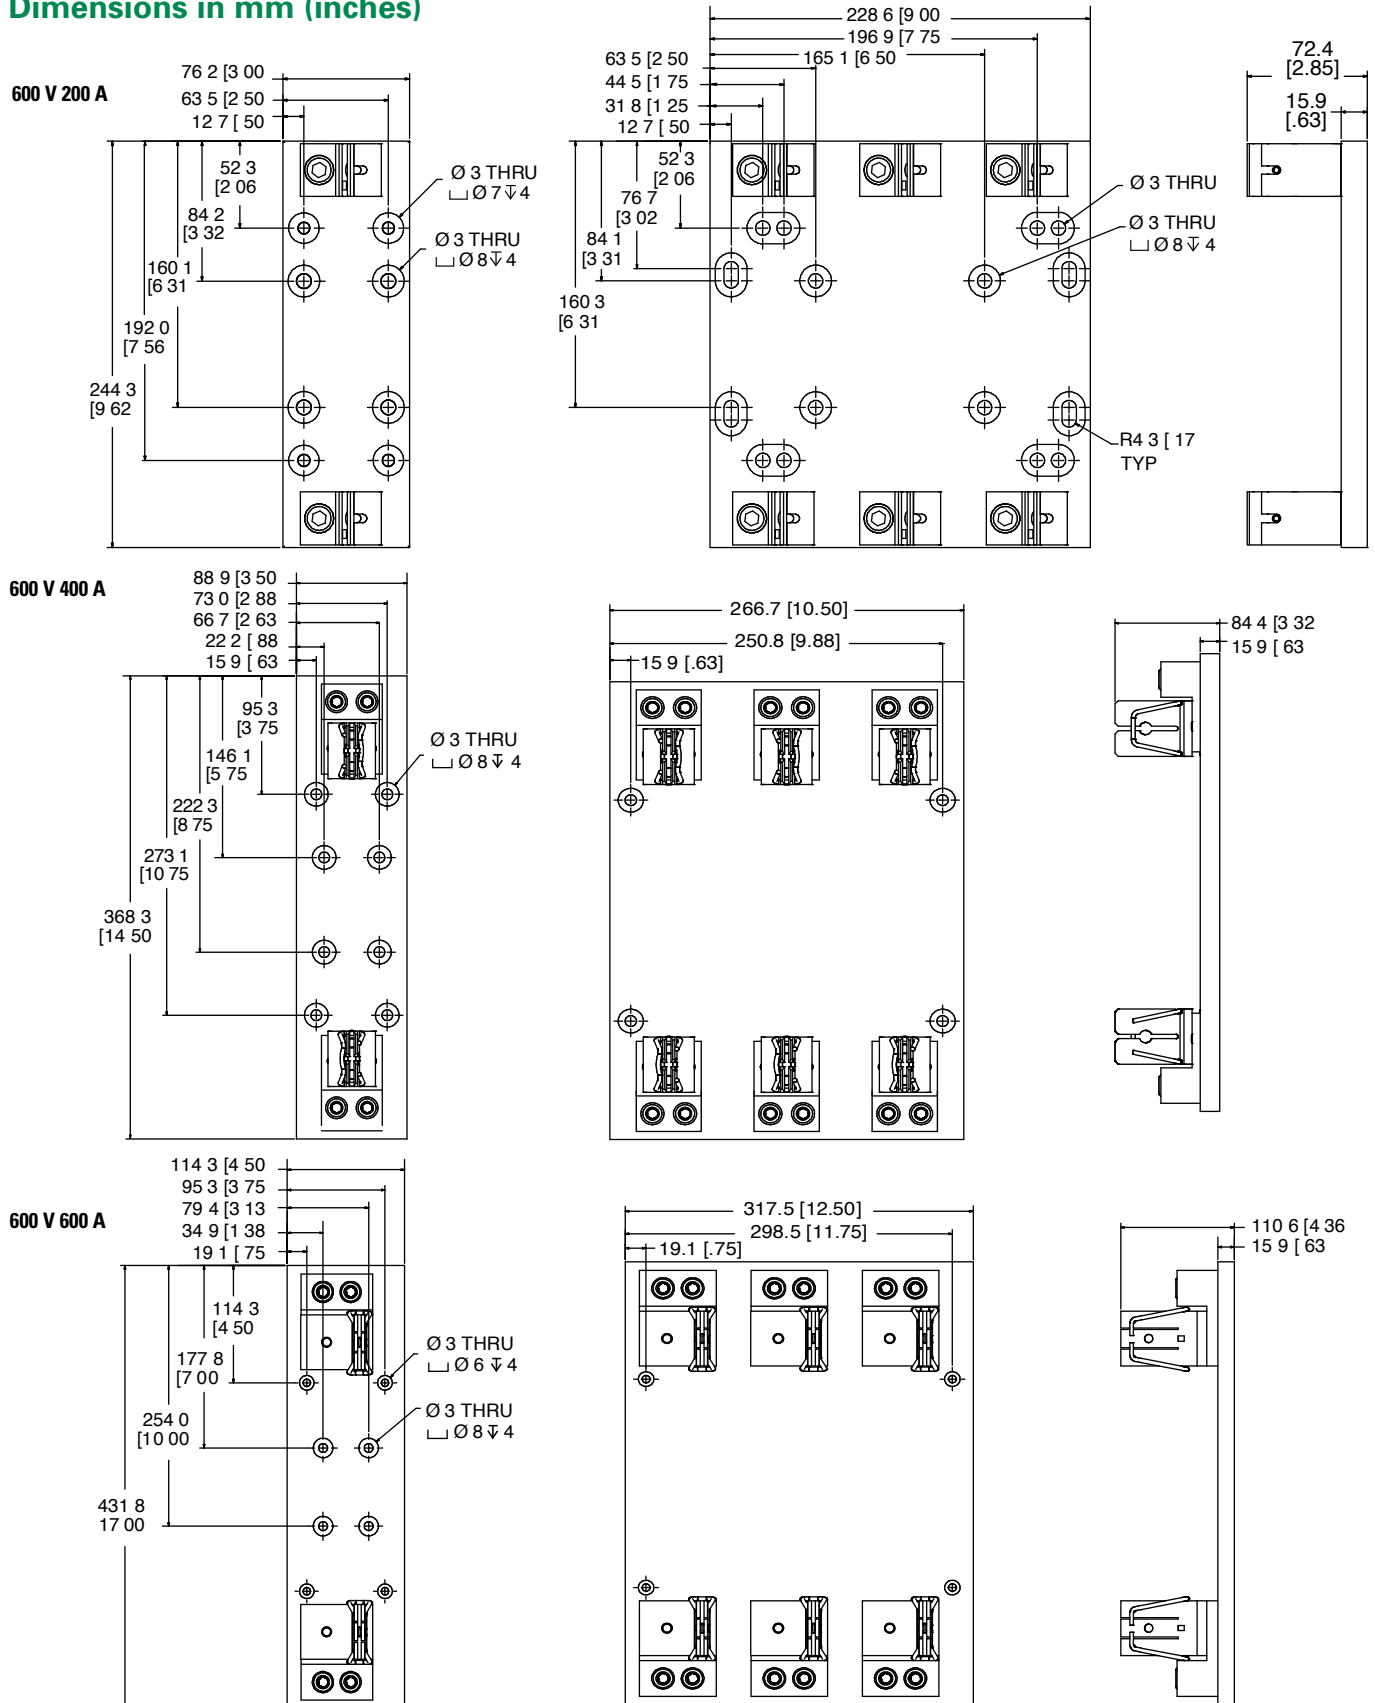 Dimensions in mm (inches)
600 V 200 A
76 2 [3 00
63 5 [2 50
12 7 [ 50
52 3
[2 06
84 2
[3 32
160 1
[6 31
192 0
[7 56
244 3
[9 62
Ø 3 THRU
⌴ Ø 7 ↧ 4
Ø 3 THRU
⌴ Ø 8 ↧ 4
228 6 [9 00
196 9 [7 75
165 1 [6 50
63 5 [2 50
44 5 [1 75
31 8 [1 25
12 7 [ 50
52 3
[2 06
76 7
[3 02
84 1
[3 31
160 3
[6 31
Ø 3 THRU
Ø 3 THRU
⌴ Ø 8 ↧ 4
R4 3 [ 17
TYP
72.4
[2.85]
15.9
[.63]
600 V 400 A
88 9 [3 50
73 0 [2 88
66 7 [2 63
22 2 [ 88
15 9 [ 63
95 3
[3 75
146 1
[5 75
222 3
[8 75
273 1
[10 75
368 3
[14 50
Ø 3 THRU
⌴ Ø 8 ↧ 4
266.7 [10.50]
250.8 [9.88]
15 9 [.63]
84 4 [3 32
15 9 [ 63
600 V 600 A
114 3 [4 50
95 3 [3 75
79 4 [3 13
34 9 [1 38
19 1 [ 75
114 3
[4 50
177 8
[7 00
254 0
[10 00
431 8
17 00
Ø 3 THRU
⌴ Ø 6 ↧ 4
Ø 3 THRU
⌴ Ø 8 ↧ 4
317.5 [12.50]
298.5 [11.75]
19.1 [.75]
110 6 [4 36
15 9 [ 63